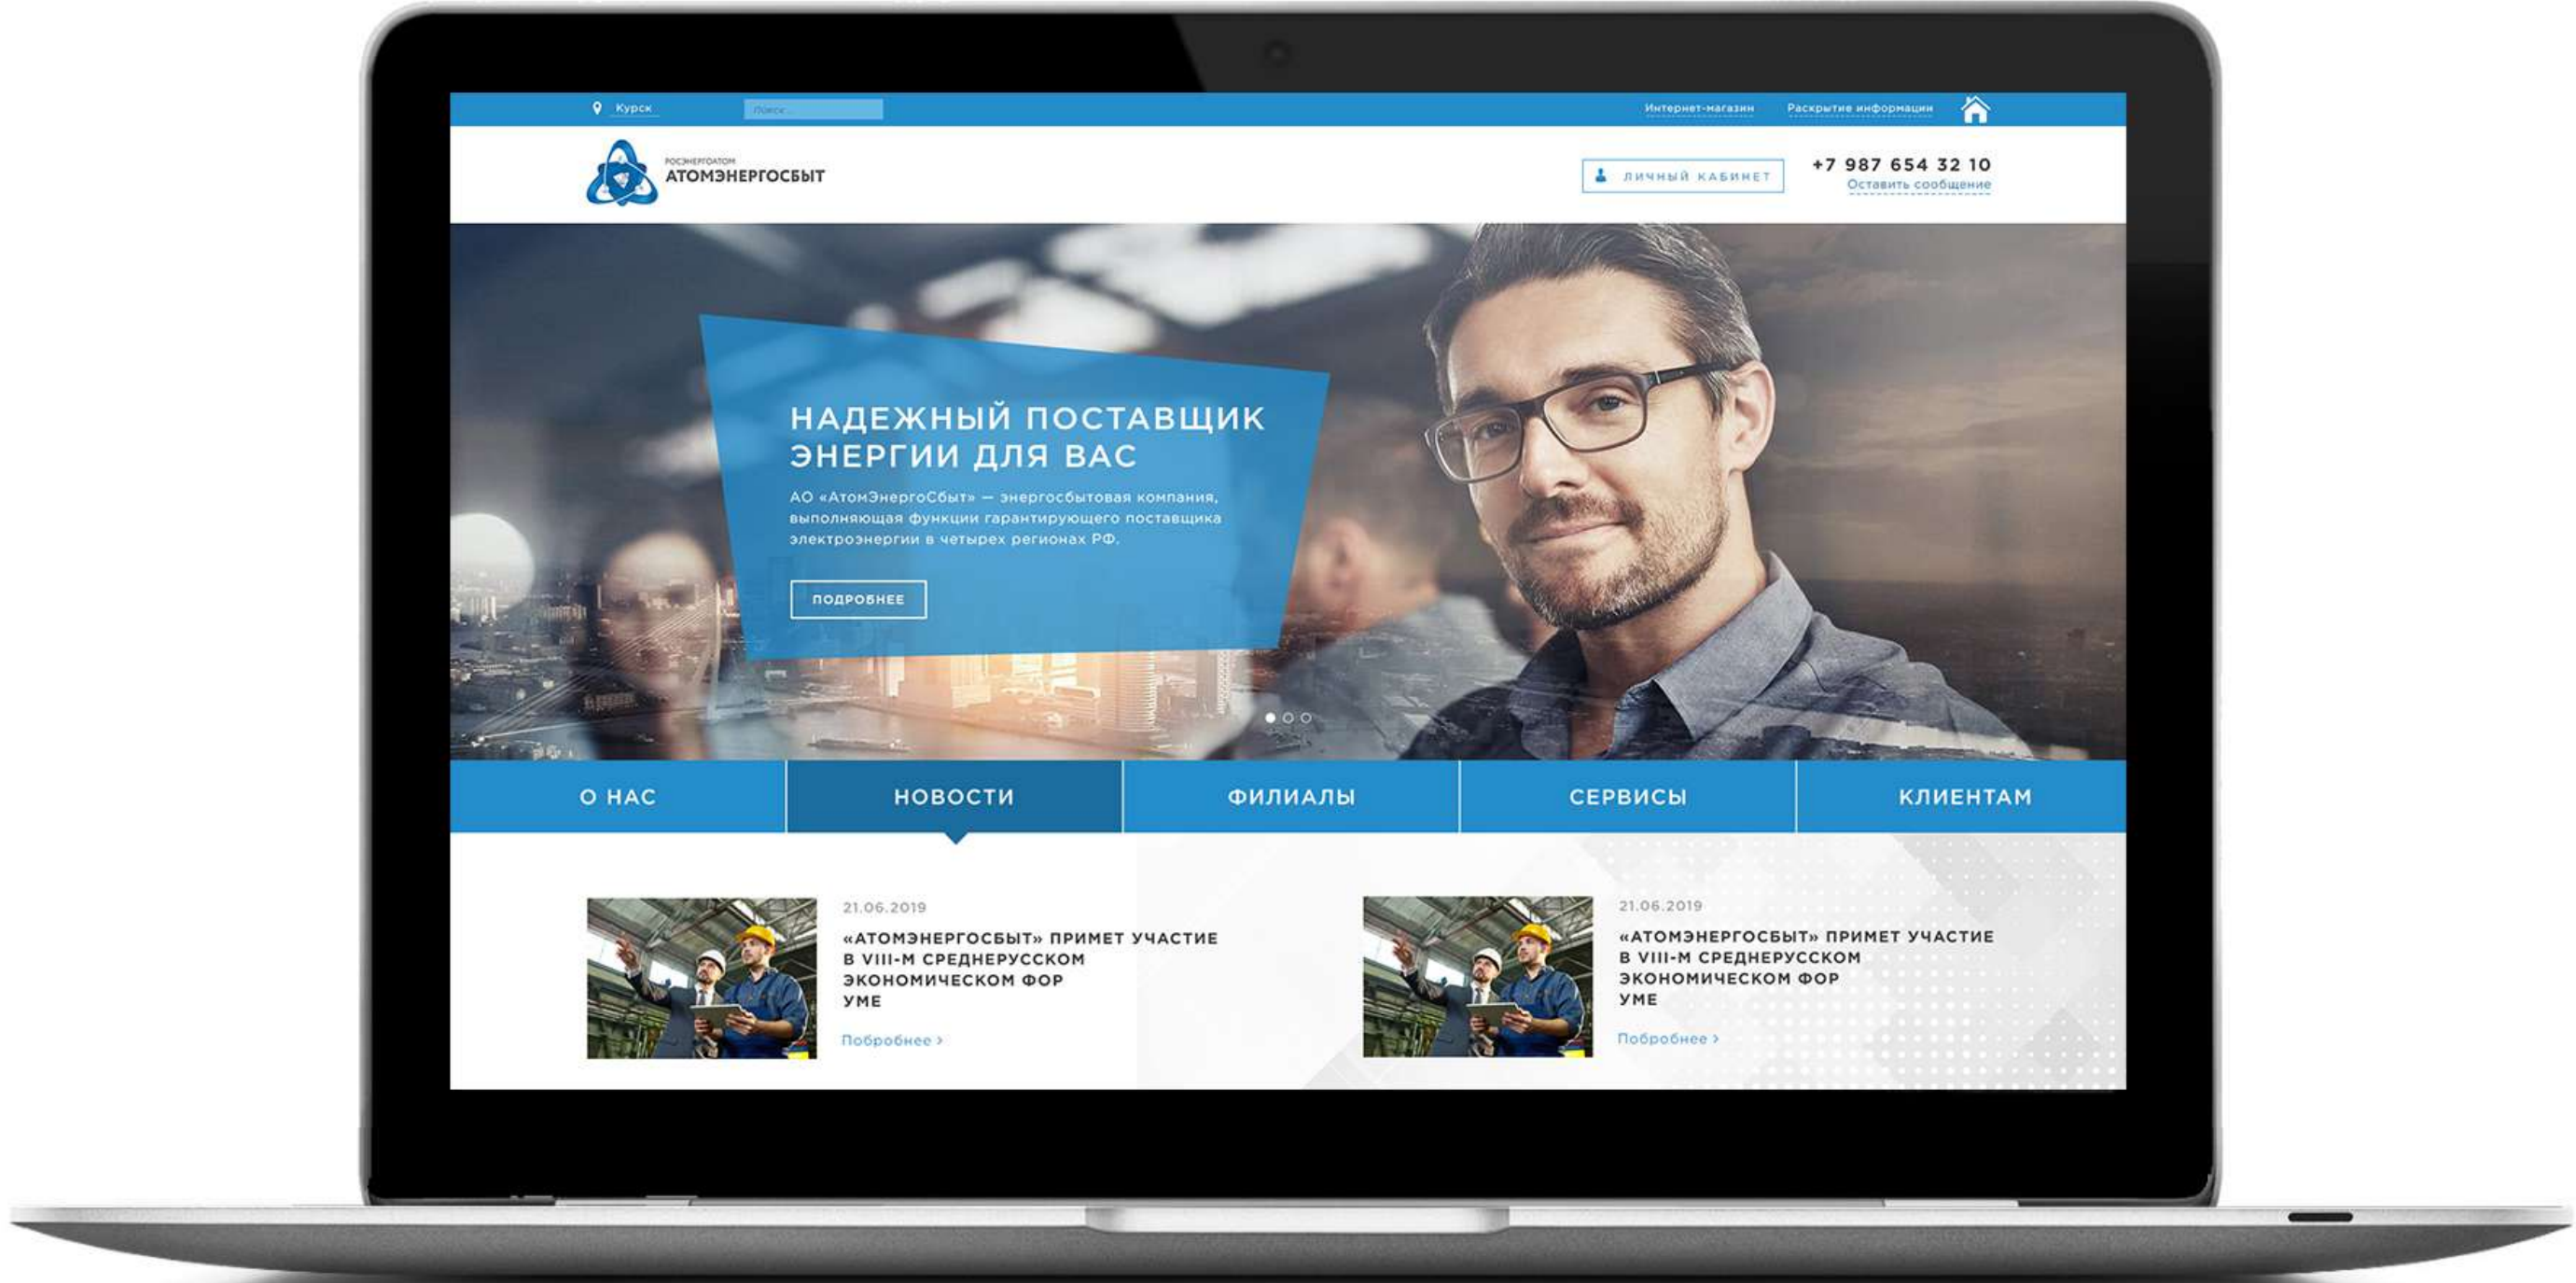 Курск
Поиск...
Интернет-магазин
Раскрытие информации
РОСЭНЕРГОАТОМ
АТОМЭНЕРГОСБЫТ
ЛИЧНЫЙ КАБИНЕТ
+7 987 654 32 10
Оставить сообщение
НАДЕЖНЫЙ ПОСТАВЩИК
ЭНЕРГИИ ДЛЯ ВАС
АО «АтомЭнергоСбыт» — энергосбытовая компания,
выполняющая функции гарантирующего поставщика
электроэнергии в четырех регионах РФ.
ПОДРОБНЕЕ
О НАС
НОВОСТИ
ФИЛИАЛЫ
СЕРВИСЫ
КЛИЕНТАМ
21.06.2019
«АТОМЭНЕРГОСБЫТ» ПРИМЕТ УЧАСТИЕ
В VIII-М СРЕДНЕРУССКОМ
ЭКОНОМИЧЕСКОМ ФОР
УМЕ
Побробнее >
21.06.2019
«АТОМЭНЕРГОСБЫТ» ПРИМЕТ УЧАСТИЕ
В VIII-М СРЕДНЕРУССКОМ
ЭКОНОМИЧЕСКОМ ФОР
УМЕ
Побробнее >